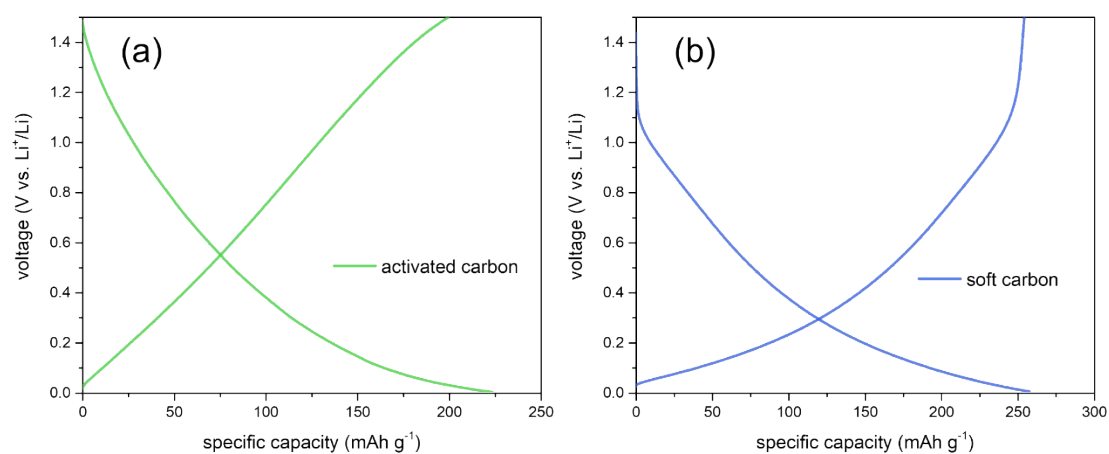 (a)
voltage (V vs. Li⁺/Li)
1.4
1.2
1.0
0.8
0.6
0.4
0.2
0.0
activated carbon
0 50 100 150 200 250
specific capacity (mAh g⁻¹)
(b)
voltage (V vs. Li⁺/Li)
1.4
1.2
1.0
0.8
0.6
0.4
0.2
0.0
soft carbon
0 50 100 150 200 250 300
specific capacity (mAh g⁻¹)